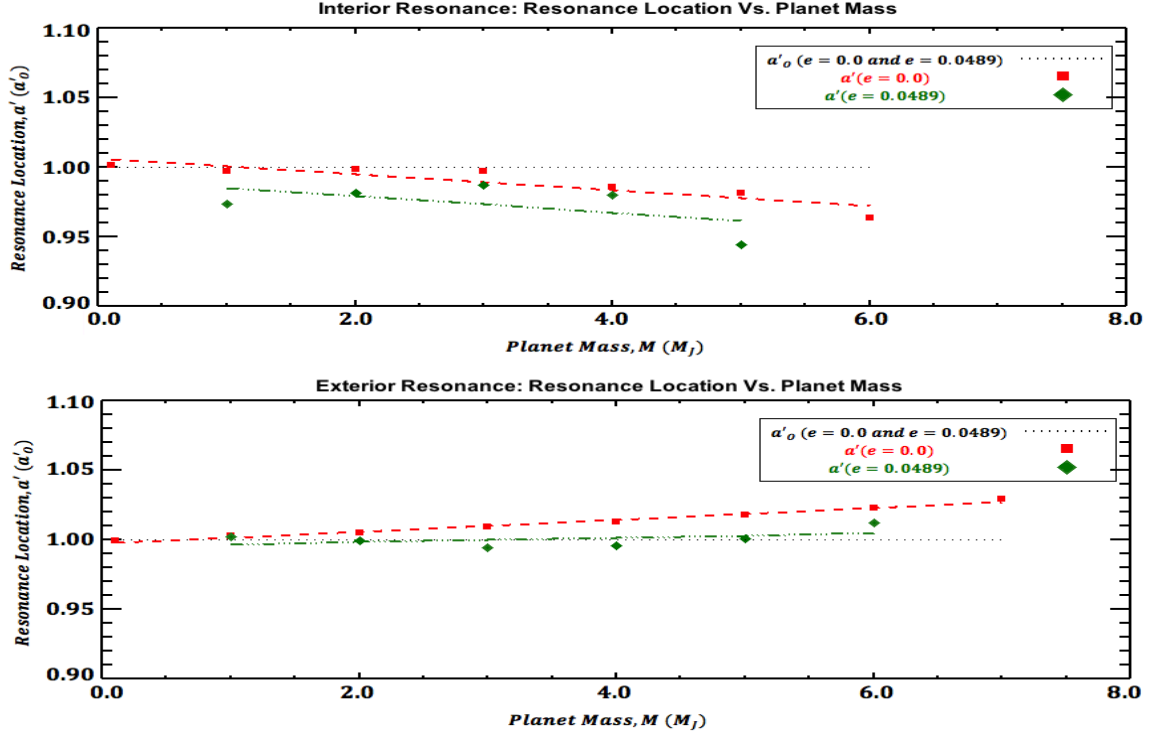 Interior Resonance: Resonance Location Vs. Planet Mass
1.10
1.05
1.00
0.95
0.90
Resonance Location, a′ (a′₀)
a′ₒ (e = 0.0 and e = 0.0489)
a′(e = 0.0)
a′(e = 0.0489)
0.0 2.0 4.0 6.0 8.0
Planet Mass, M (M_J)
Exterior Resonance: Resonance Location Vs. Planet Mass
1.10
1.05
1.00
0.95
0.90
Resonance Location, a′ (a′₀)
a′ₒ (e = 0.0 and e = 0.0489)
a′(e = 0.0)
a′(e = 0.0489)
0.0 2.0 4.0 6.0 8.0
Planet Mass, M (M_J)